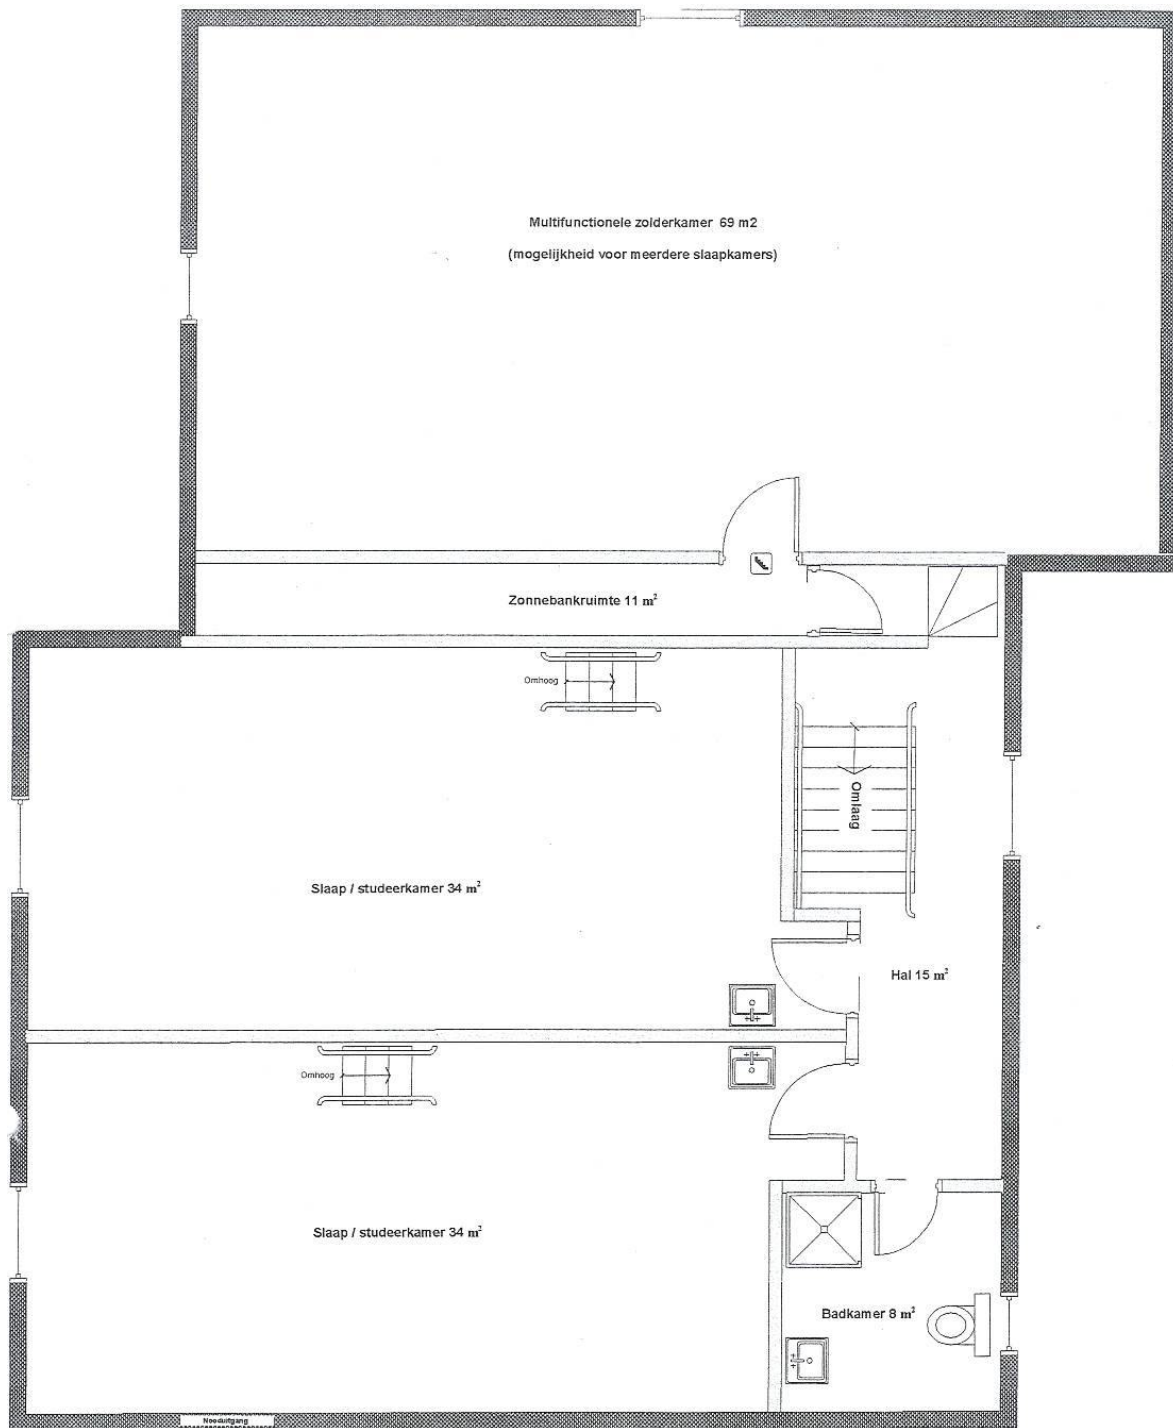 Multifunctionele zolderkamer 69 m2
(mogelijkheid voor meerdere slaapkamers)
Zonnebankruimte 11 m²
Omhoog
Omlaag
Slaap / studeerkamer 34 m²
Hal 15 m²
Omhoog
Slaap / studeerkamer 34 m²
Badkamer 8 m²
Nooduitgang